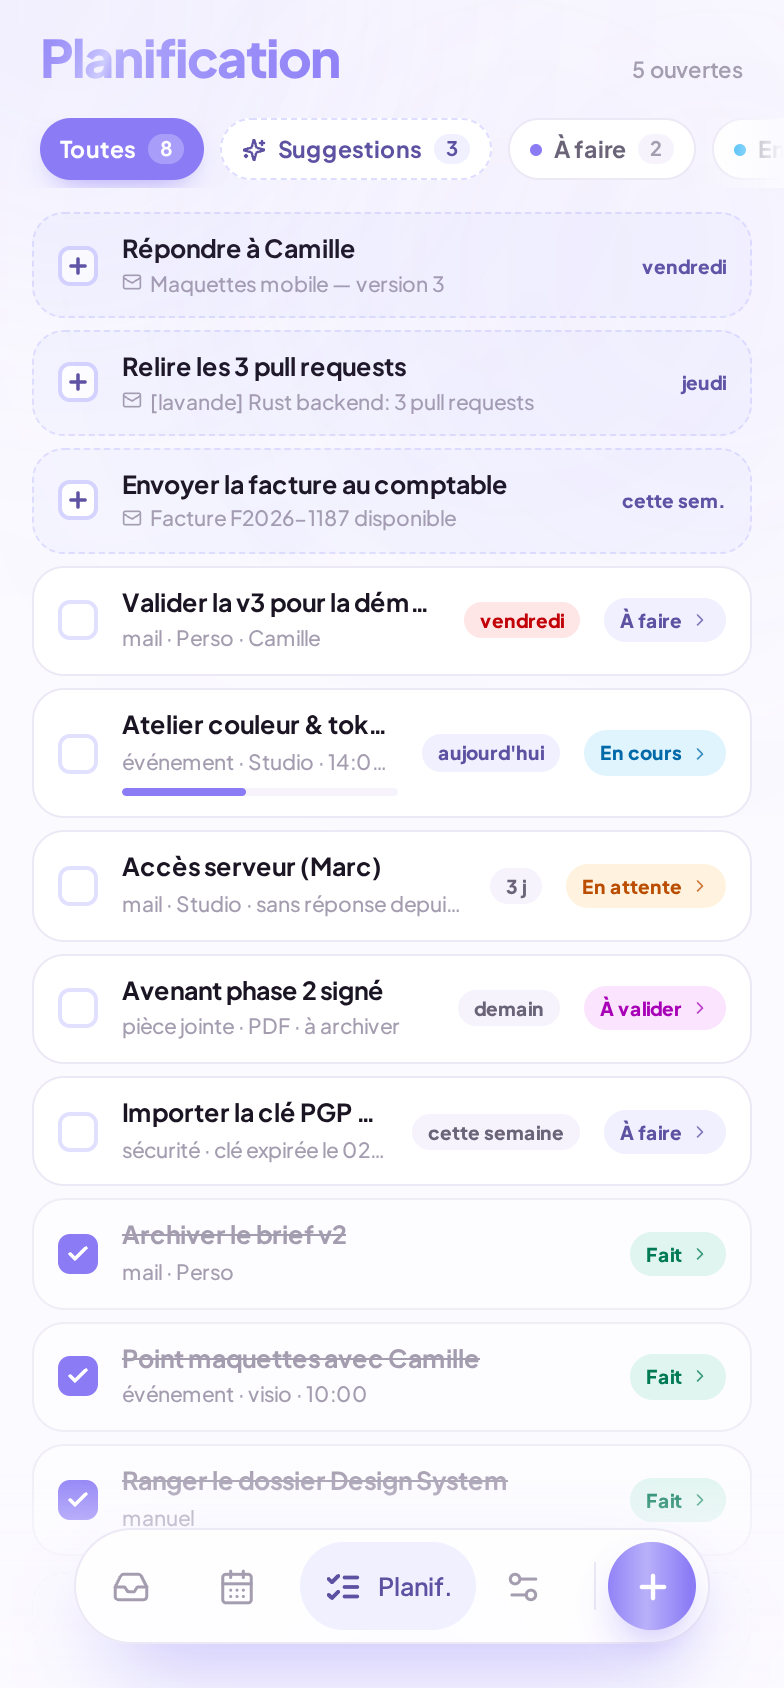 Planification
5 ouvertes
Toutes 8
Suggestions 3
À faire 2
En
Répondre à Camille
Maquettes mobile — version 3
vendredi
Relire les 3 pull requests
[lavande] Rust backend: 3 pull requests
jeudi
Envoyer la facture au comptable
Facture F2026-1187 disponible
cette sem.
Valider la v3 pour la dém…
mail · Perso · Camille
vendredi
À faire
Atelier couleur & tok…
événement · Studio · 14:0…
aujourd'hui
En cours
Accès serveur (Marc)
mail · Studio · sans réponse depui…
3 j
En attente
Avenant phase 2 signé
pièce jointe · PDF · à archiver
demain
À valider
Importer la clé PGP …
sécurité · clé expirée le 02…
cette semaine
À faire
Archiver le brief v2
mail · Perso
Fait
Point maquettes avec Camille
événement · visio · 10:00
Fait
Ranger le dossier Design System
manuel
Fait
Planif.